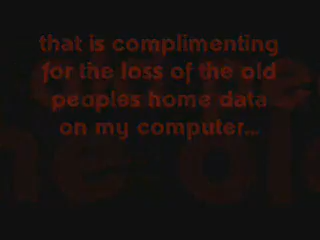 that is complimenting
for the loss of the old
peoples home data
on my computer...